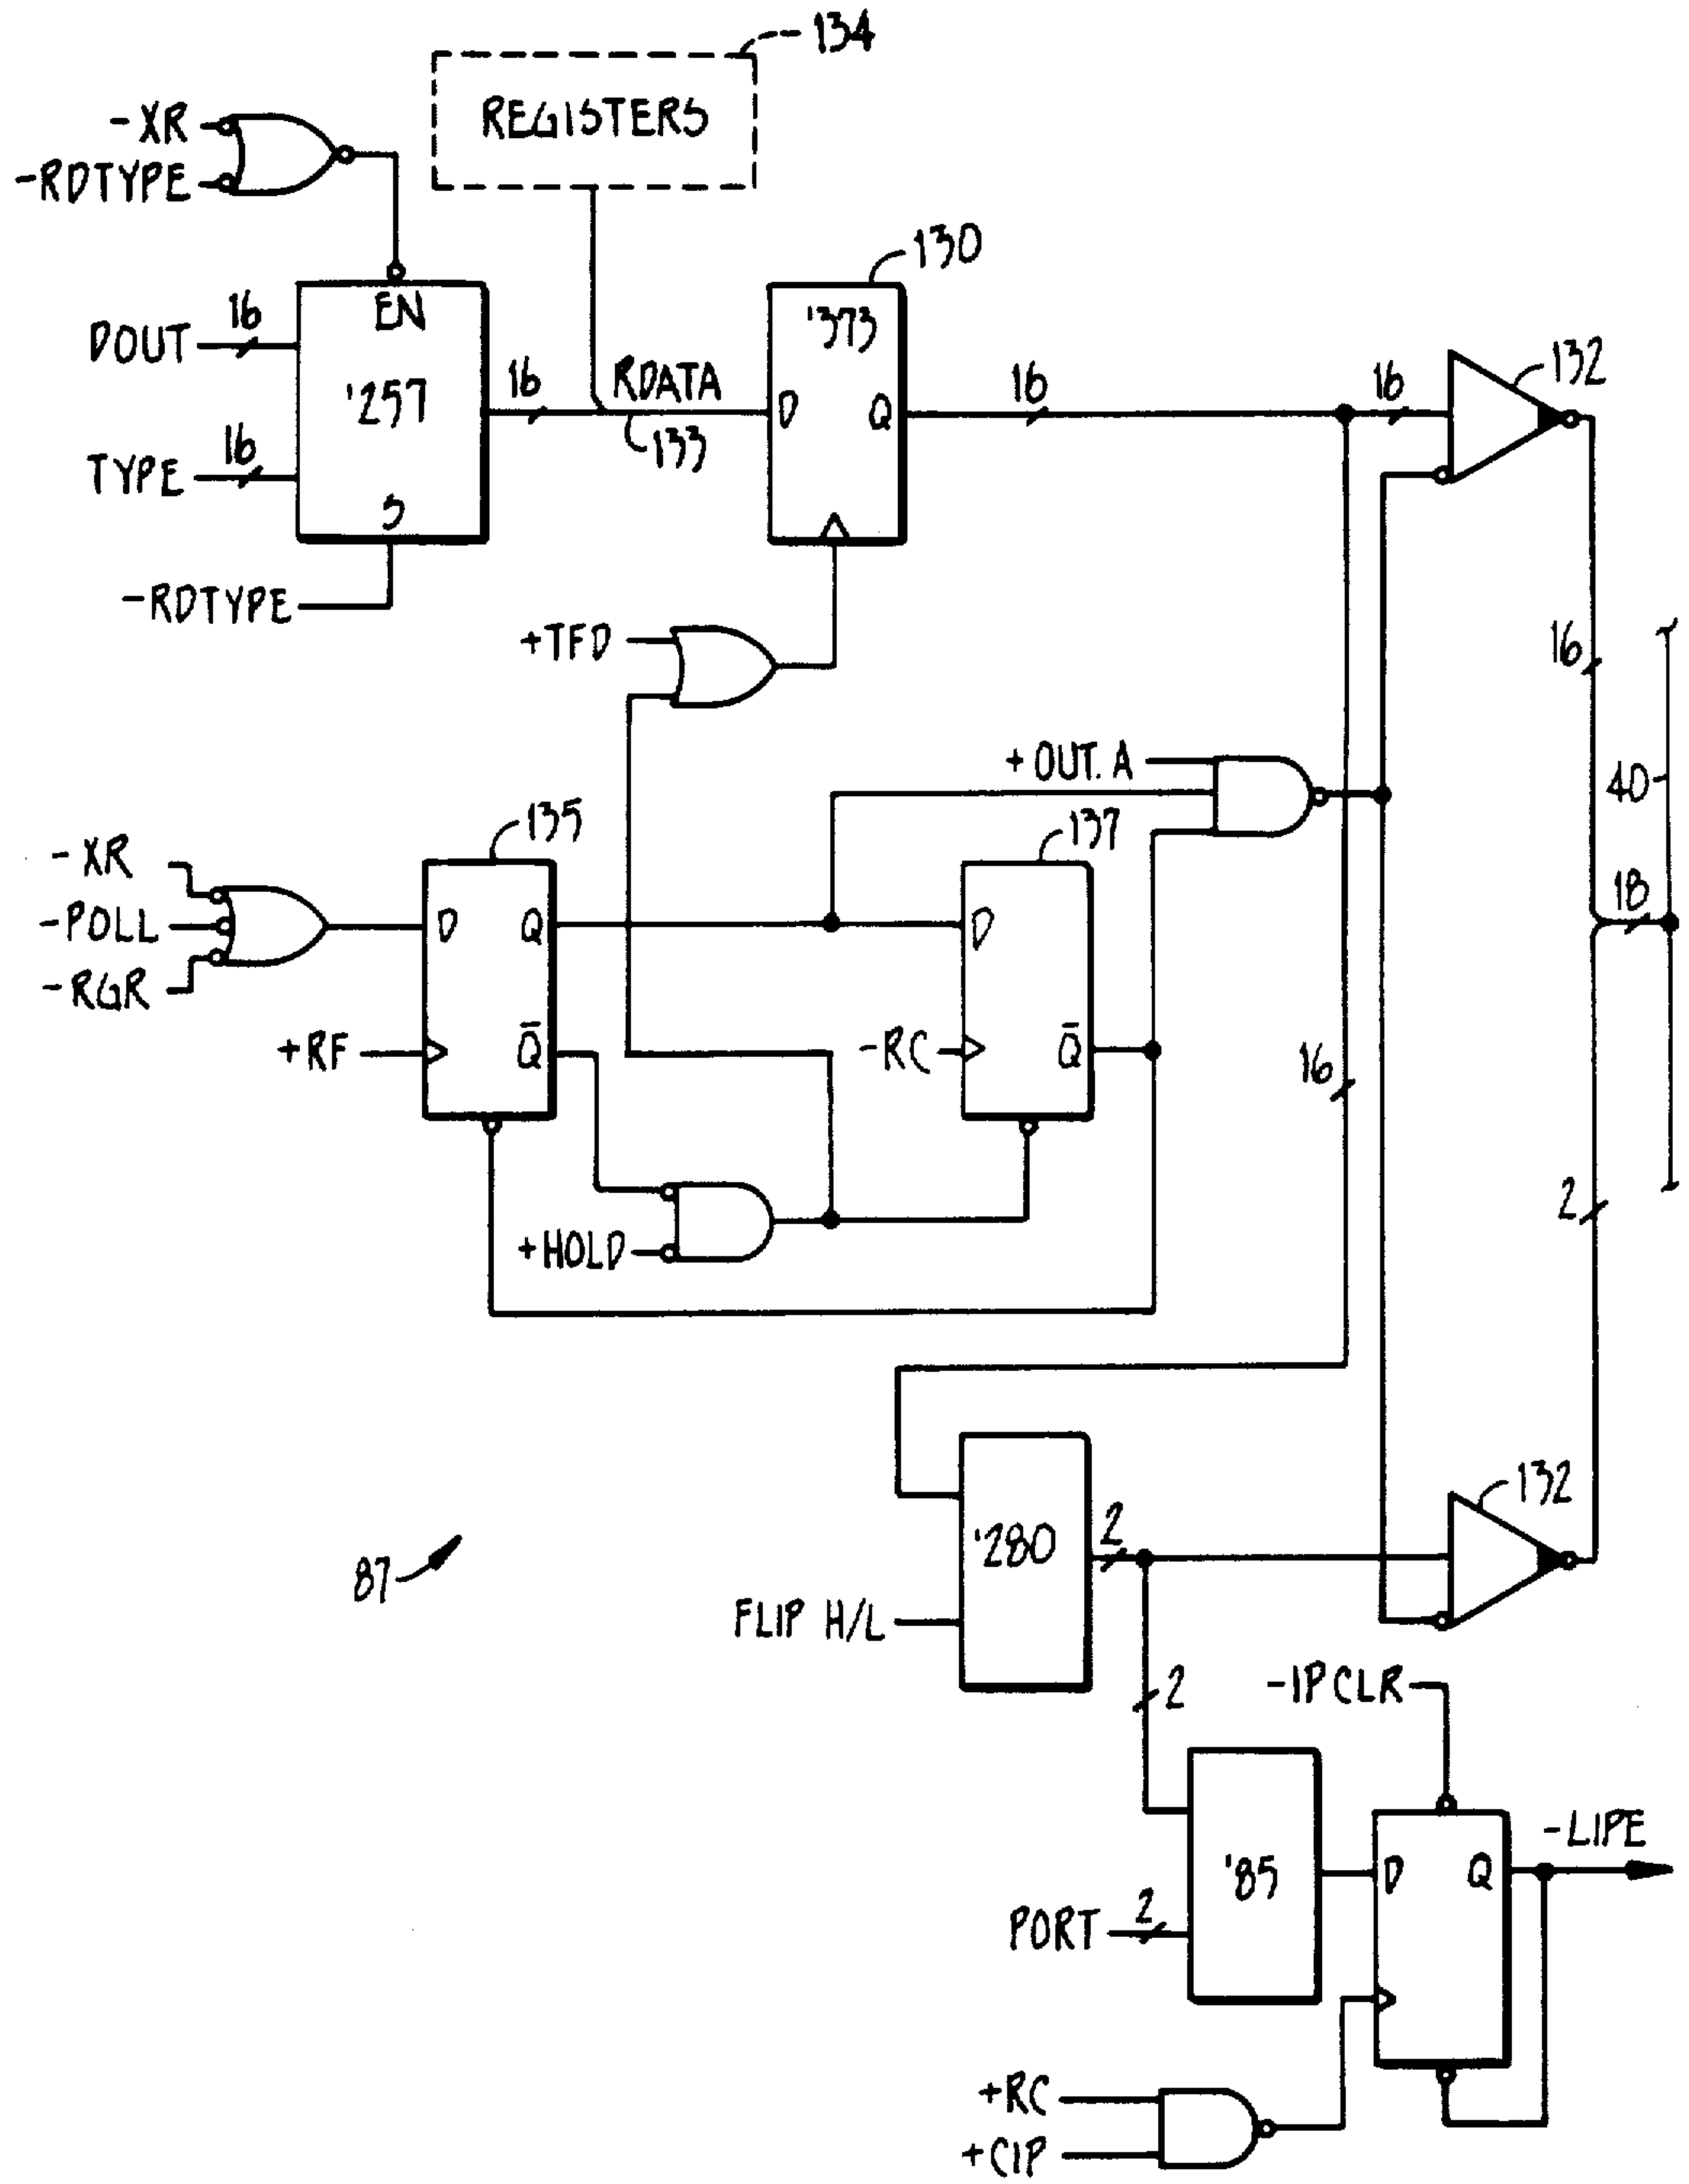 134
REGISTERS
-XR
-RDTYPE
130
EN
'373
132
DOUT
16
'257
16
RDATA
D
Q
16
16
133
TYPE
16
S
-RDTYPE
+TFD
16
+OUT. A
40
135
137
-XR
18
-POLL
D
Q
D
-RGR
+RF
Q̄
-RC
Q̄
16
2
+HOLD
132
'280
2
87
FLIP H/L
2
-IPCLR
-LIPE
'85
D
Q
PORT
2
+RC
+CIP